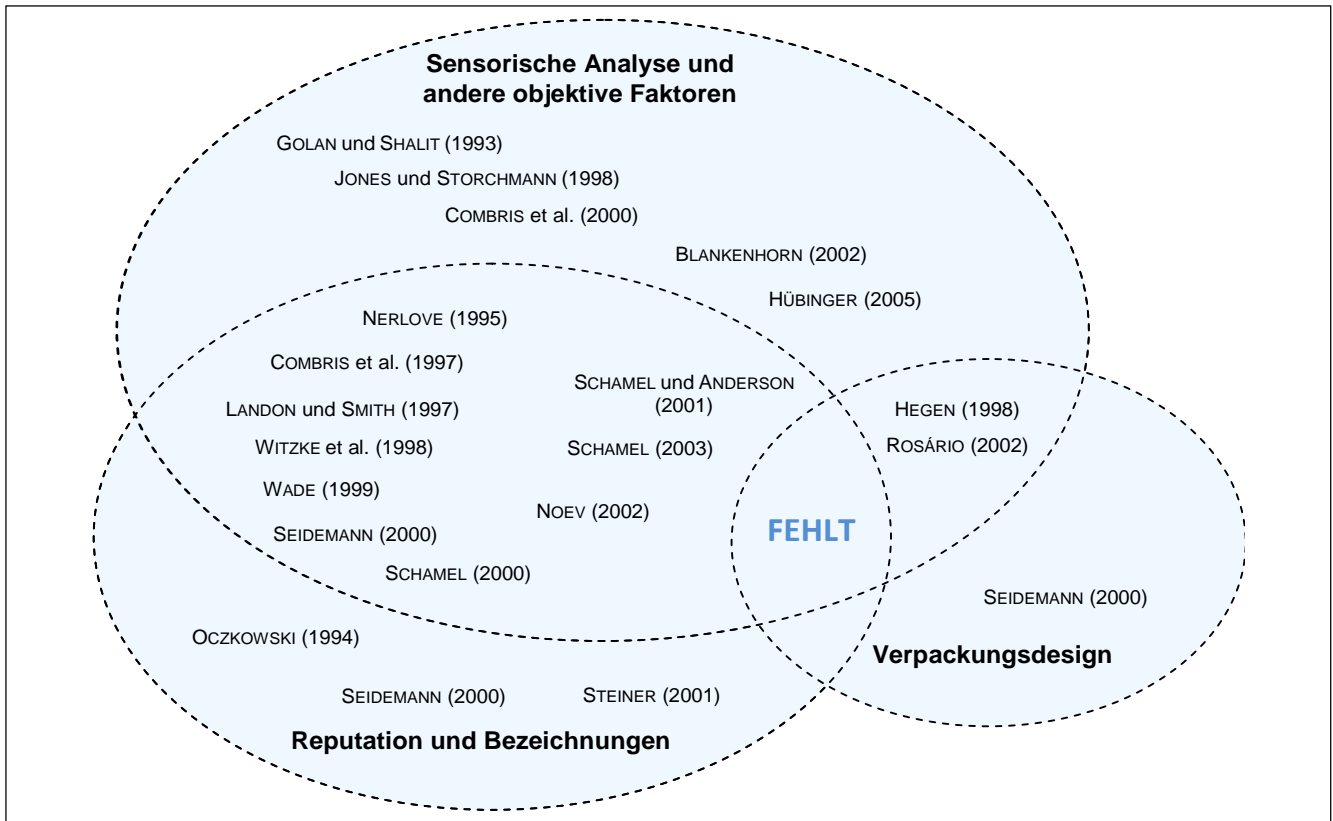 Sensorische Analyse und
andere objektive Faktoren
GOLAN und SHALIT (1993)
JONES und STORCHMANN (1998)
COMBRIS et al. (2000)
BLANKENHORN (2002)
HÜBINGER (2005)
NERLOVE (1995)
COMBRIS et al. (1997)
SCHAMEL und ANDERSON
(2001)
LANDON und SMITH (1997)
HEGEN (1998)
WITZKE et al. (1998)
SCHAMEL (2003)
ROSÁRIO (2002)
WADE (1999)
NOEV (2002)
FEHLT
SEIDEMANN (2000)
SCHAMEL (2000)
SEIDEMANN (2000)
OCZKOWSKI (1994)
Verpackungsdesign
SEIDEMANN (2000)
STEINER (2001)
Reputation und Bezeichnungen